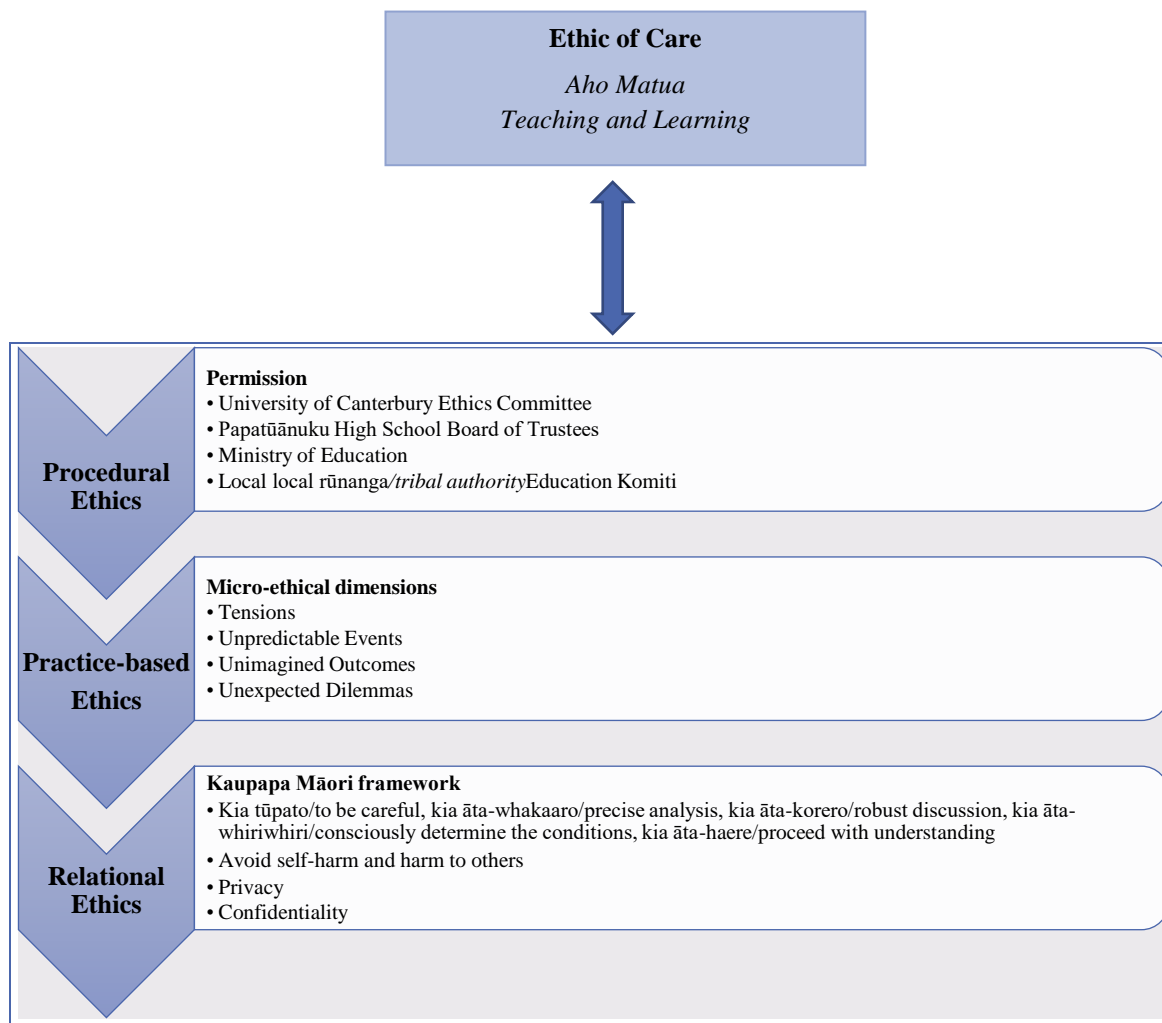 Ethic of Care
Aho Matua
Teaching and Learning
Procedural
Ethics
Permission
• University of Canterbury Ethics Committee
• Papatūānuku High School Board of Trustees
• Ministry of Education
• Local local rūnanga/tribal authorityEducation Komiti
Practice-based
Ethics
Micro-ethical dimensions
• Tensions
• Unpredictable Events
• Unimagined Outcomes
• Unexpected Dilemmas
Relational
Ethics
Kaupapa Māori framework
• Kia tūpato/to be careful, kia āta-whakaaro/precise analysis, kia āta-korero/robust discussion, kia āta-
whiriwhiri/consciously determine the conditions, kia āta-haere/proceed with understanding
• Avoid self-harm and harm to others
• Privacy
• Confidentiality